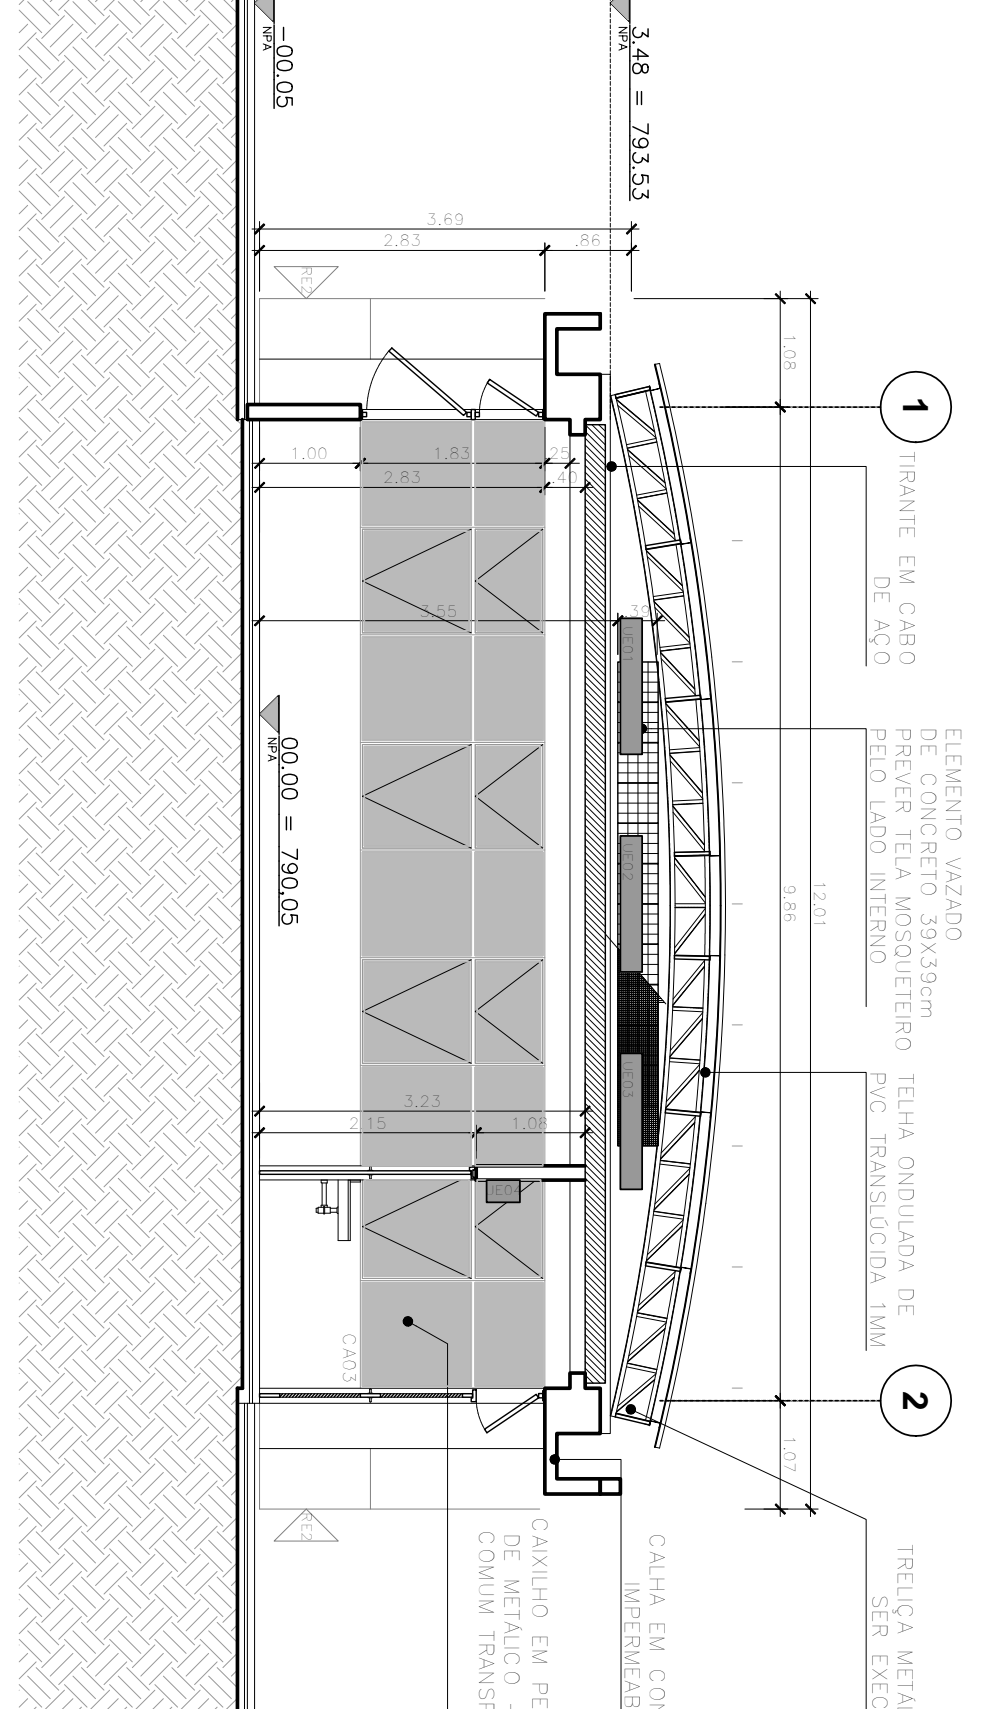 1
2
TIRANTE EM CABO
DE AÇO
ELEMENTO VAZADO
DE CONCRETO 39X39cm
PREVER TELA MOSQUETEIRO
PELO LADO INTERNO
TELHA ONDULADA DE
PVC TRANSLÚCIDA 1MM
TRELIÇA METÁL
SER EXEC
12.01
1.08
9.86
1.07
3.48 = 793.53
NPA
-00.05
NPA
3.69
2.83
.86
RE2
1.00
1.83
.25
2.83
.40
3.55
.39
UE01
UE02
UE03
UE04
00.00 = 790,05
NPA
3.23
2.15
1.08
CA03
RE2
CALHA EM CON
IMPERMEAB
CAIXILHO EM PE
DE METÁLICO -
COMUM TRANSP